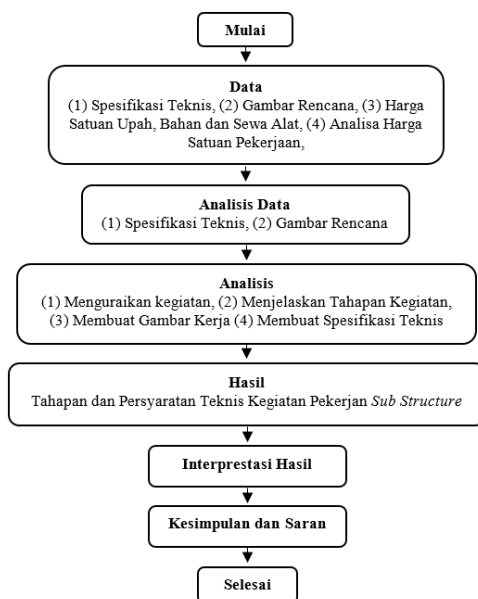 Mulai
Data
(1) Spesifikasi Teknis, (2) Gambar Rencana, (3) Harga
Satuan Upah, Bahan dan Sewa Alat, (4) Analisa Harga
Satuan Pekerjaan,
Analisis Data
(1) Spesifikasi Teknis, (2) Gambar Rencana
Analisis
(1) Menguraikan kegiatan, (2) Menjelaskan Tahapan Kegiatan,
(3) Membuat Gambar Kerja (4) Membuat Spesifikasi Teknis
Hasil
Tahapan dan Persyaratan Teknis Kegiatan Pekerjan Sub Structure
Interprestasi Hasil
Kesimpulan dan Saran
Selesai